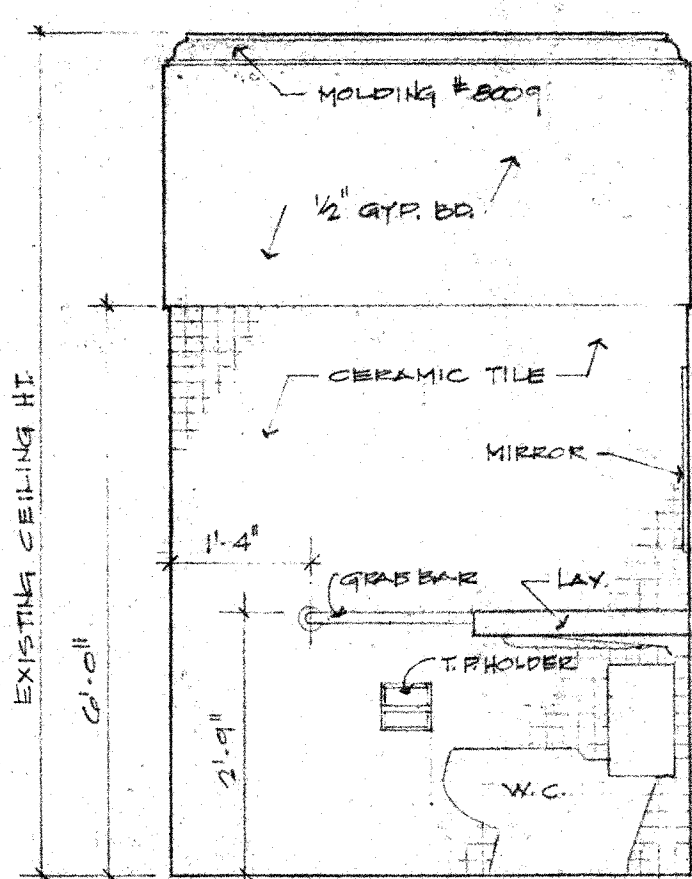 MOLDING #8009
1/2" GYP. BD.
CERAMIC TILE
MIRROR
EXISTING CEILING HT.
6'-0"
1'-4"
GRAB BAR
LAV.
T.P. HOLDER
2'-9"
W.C.